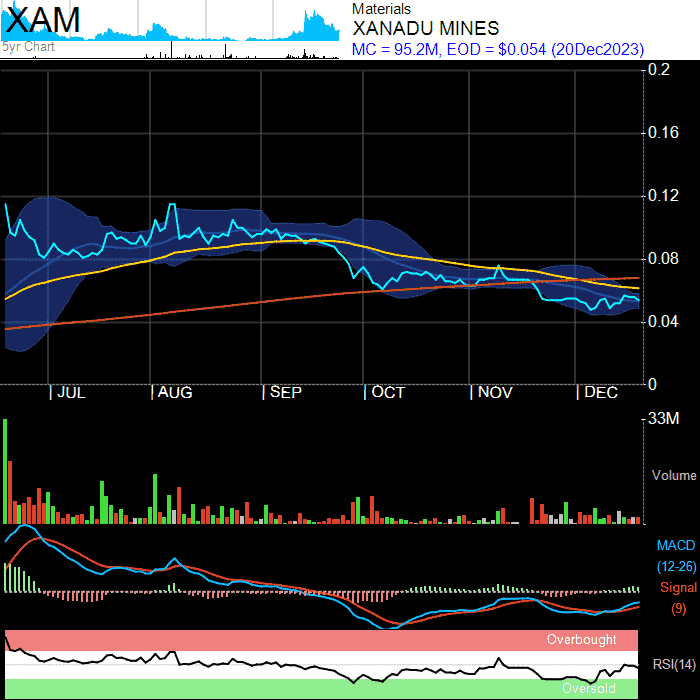 XAM
5yr Chart
Materials
XANADU MINES
MC = 95.2M, EOD = $0.054 (20Dec2023)
0.2
0.16
0.12
0.08
0.04
0
| JUL | AUG | SEP | OCT | NOV | DEC
33M
Volume
MACD
(12-26)
Signal
(9)
Overbought
RSI(14)
Oversold